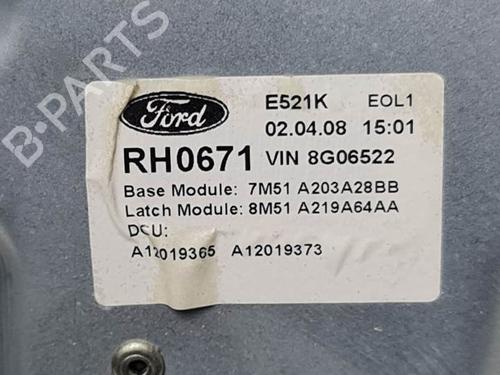 B-PARTS
Ford E521K EOL1
02.04.08 15:01
RH0671 VIN 8G06522
Base Module: 7M51 A203A28BB
Latch Module: 8M51 A219A64AA
DCU:
A12019365 A12019373